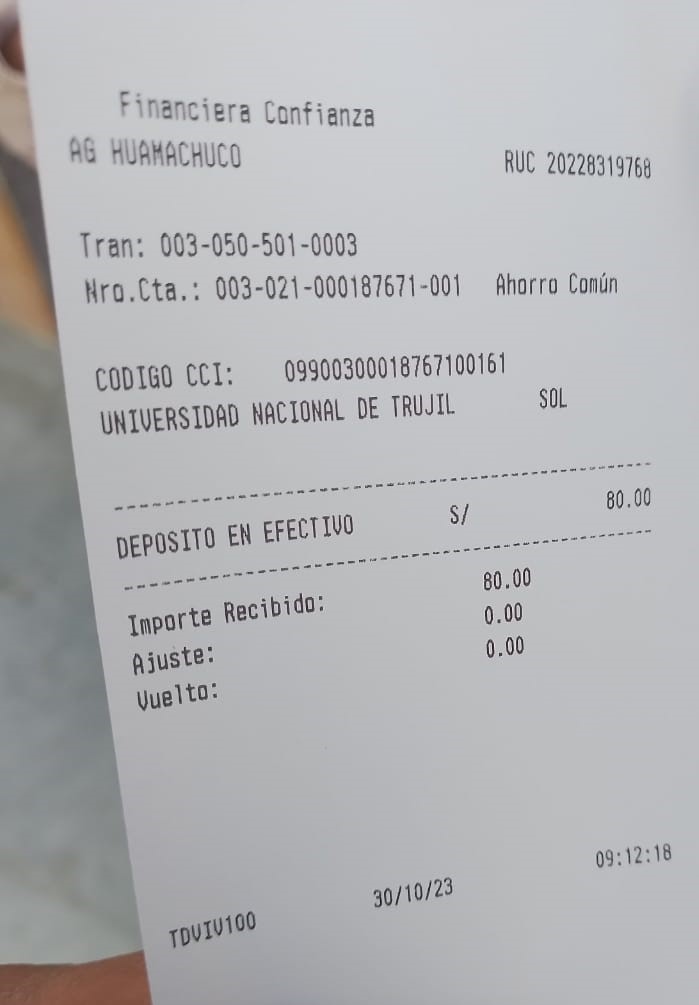 Financiera Confianza
AG HUAMACHUCO RUC 20228319768
Tran: 003-050-501-0003
Nro.Cta.: 003-021-000187671-001 Ahorro Común
CODIGO CCI: 09900300018767100161
UNIVERSIDAD NACIONAL DE TRUJIL SOL
DEPOSITO EN EFECTIVO S/ 80.00
Importe Recibido: 80.00
Ajuste: 0.00
Vuelto: 0.00
TDVIV100 30/10/23 09:12:18